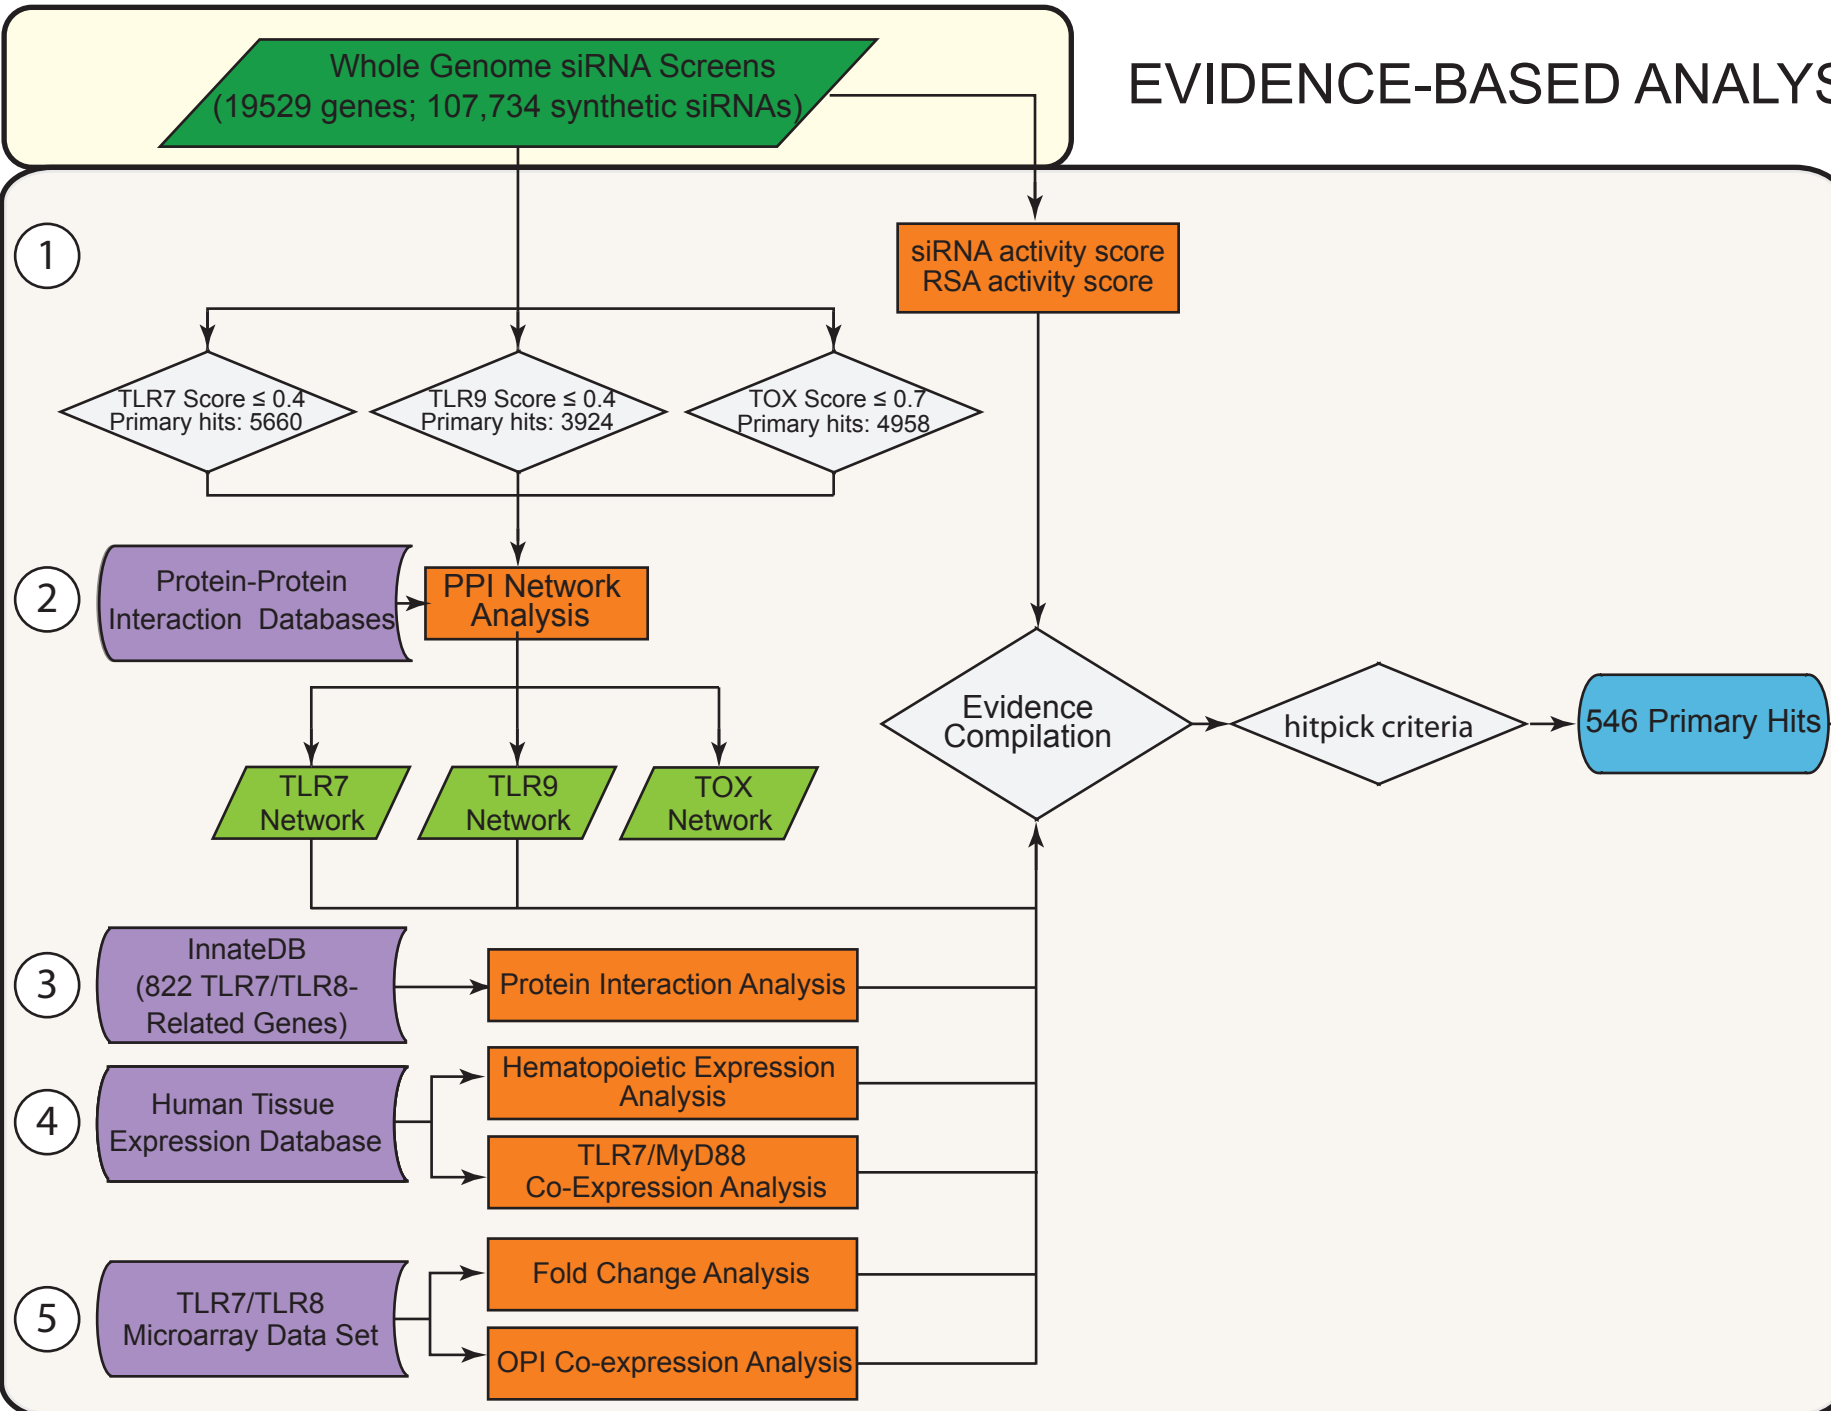 Whole Genome siRNA Screens
(19529 genes; 107,734 synthetic siRNAs)
EVIDENCE-BASED ANALYS
1
siRNA activity score
RSA activity score
TLR7 Score ≤ 0.4
Primary hits: 5660
TLR9 Score ≤ 0.4
Primary hits: 3924
TOX Score ≤ 0.7
Primary hits: 4958
2
Protein-Protein
Interaction Databases
PPI Network
Analysis
Evidence
Compilation
hitpick criteria
546 Primary Hits
TLR7
Network
TLR9
Network
TOX
Network
3
InnateDB
(822 TLR7/TLR8-
Related Genes)
Protein Interaction Analysis
4
Human Tissue
Expression Database
Hematopoietic Expression
Analysis
TLR7/MyD88
Co-Expression Analysis
5
TLR7/TLR8
Microarray Data Set
Fold Change Analysis
OPI Co-expression Analysis